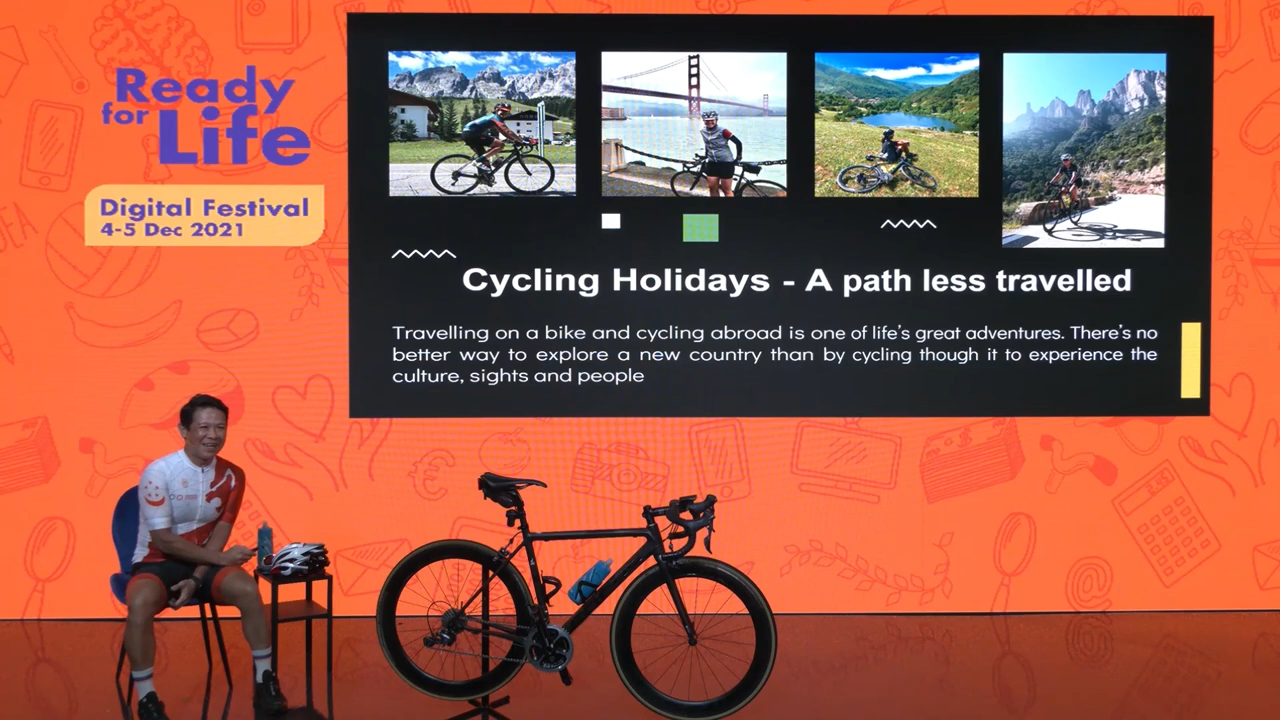 Ready
for
Life
Digital Festival
4-5 Dec 2021
Cycling Holidays - A path less travelled
Travelling on a bike and cycling abroad is one of life's great adventures. There's no
better way to explore a new country than by cycling though it to experience the
culture, sights and people